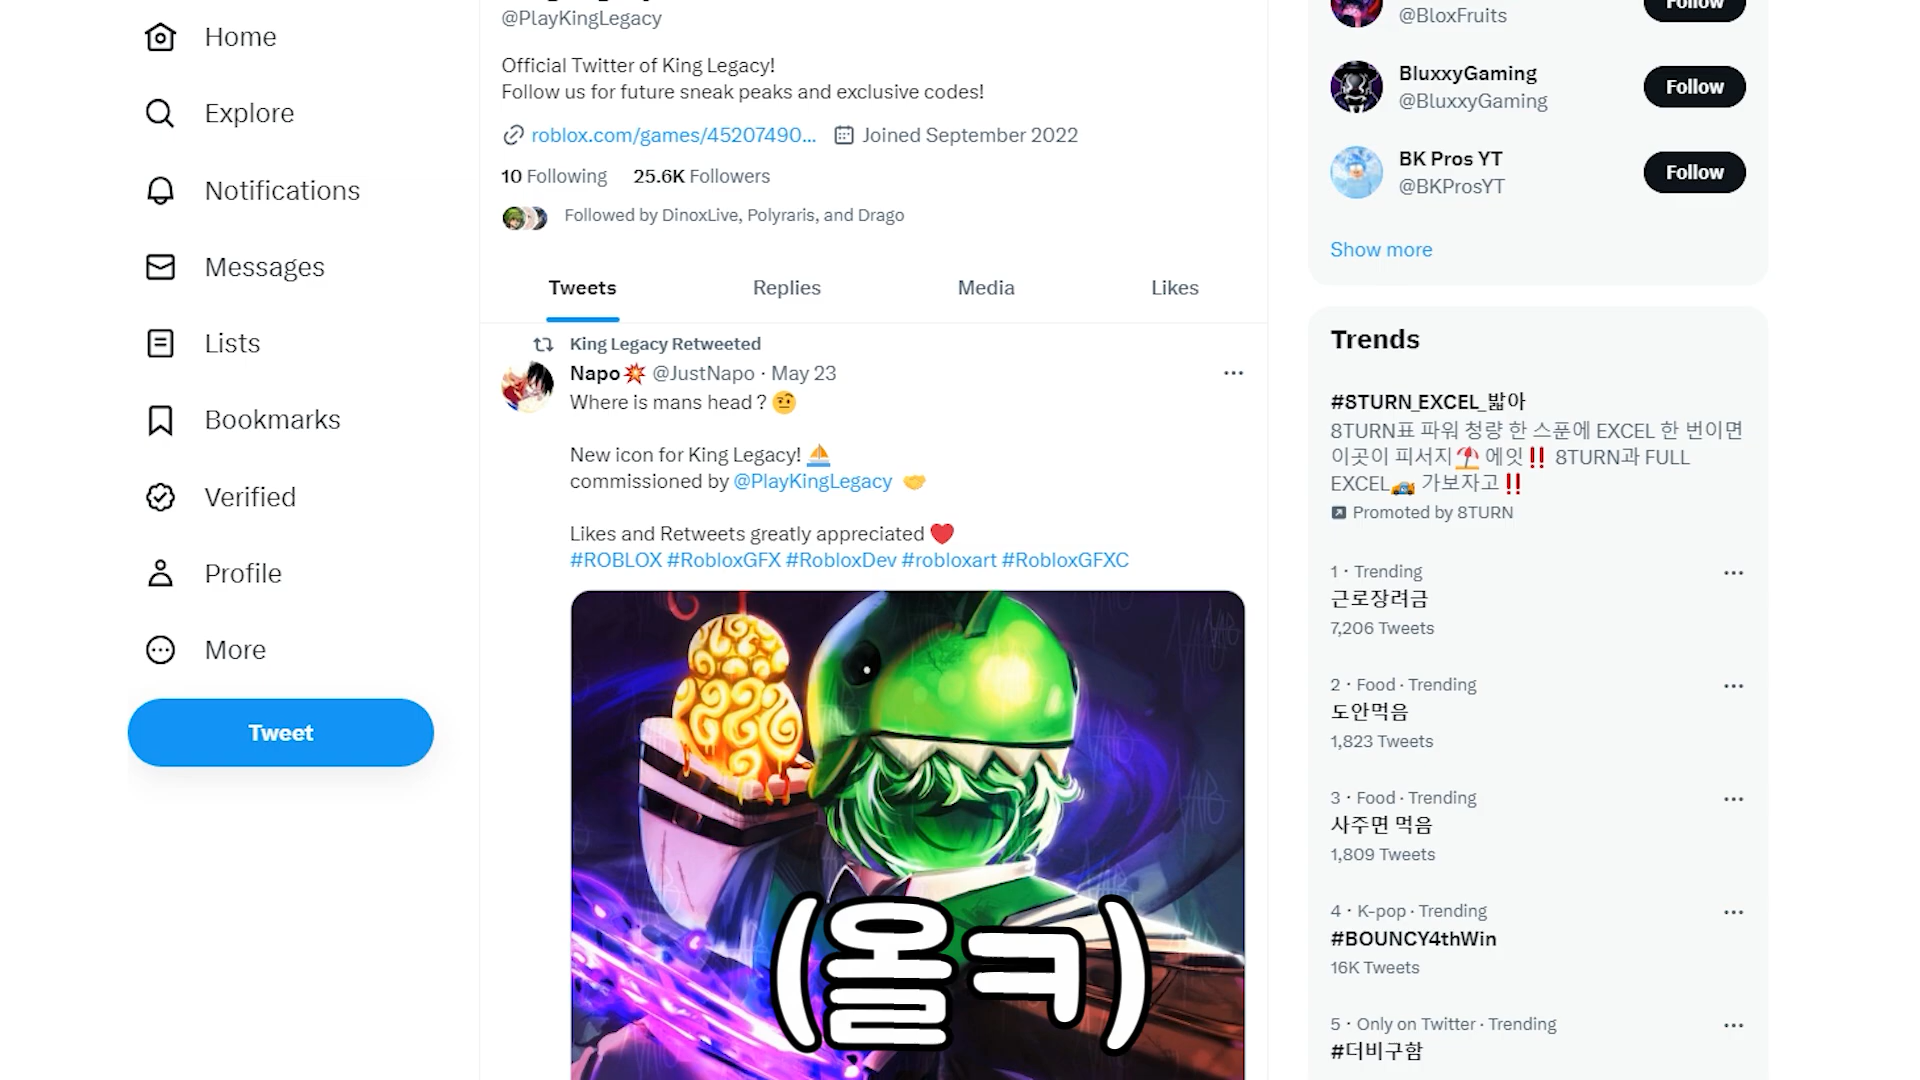 Home
Explore
Notifications
Messages
Lists
Bookmarks
Verified
Profile
More
Tweet
@PlayKingLegacy
Official Twitter of King Legacy!
Follow us for future sneak peaks and exclusive codes!
roblox.com/games/45207490... Joined September 2022
10 Following 25.6K Followers
Followed by DinoxLive, Polyraris, and Drago
Tweets Replies Media Likes
King Legacy Retweeted
Napo💥 @JustNapo · May 23
Where is mans head ? 🤨
New icon for King Legacy! ⛵
commissioned by @PlayKingLegacy 🤝
Likes and Retweets greatly appreciated ❤️
#ROBLOX #RobloxGFX #RobloxDev #robloxart #RobloxGFXC
(올ㅋ)
Follow
@BloxFruits
BluxxyGaming
@BluxxyGaming
Follow
BK Pros YT
@BKProsYT
Follow
Show more
Trends
#8TURN_EXCEL_밟아
8TURN표 파워 청량 한 스푼에 EXCEL 한 번이면
이곳이 피서지⛱️ 에잇‼️ 8TURN과 FULL
EXCEL🚕 가보자고‼️
Promoted by 8TURN
1 · Trending
근로장려금
7,206 Tweets
2 · Food · Trending
도안먹음
1,823 Tweets
3 · Food · Trending
사주면 먹음
1,809 Tweets
4 · K-pop · Trending
#BOUNCY4thWin
16K Tweets
5 · Only on Twitter · Trending
#더비구함